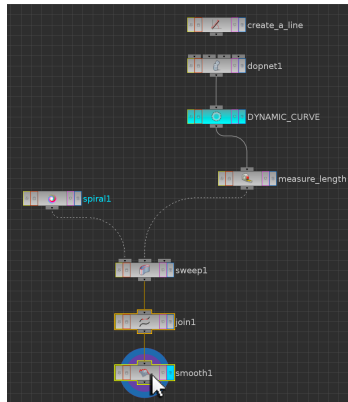 create_a_line
dopnet1
DYNAMIC_CURVE
measure_length
spiral1
sweep1
join1
smooth1